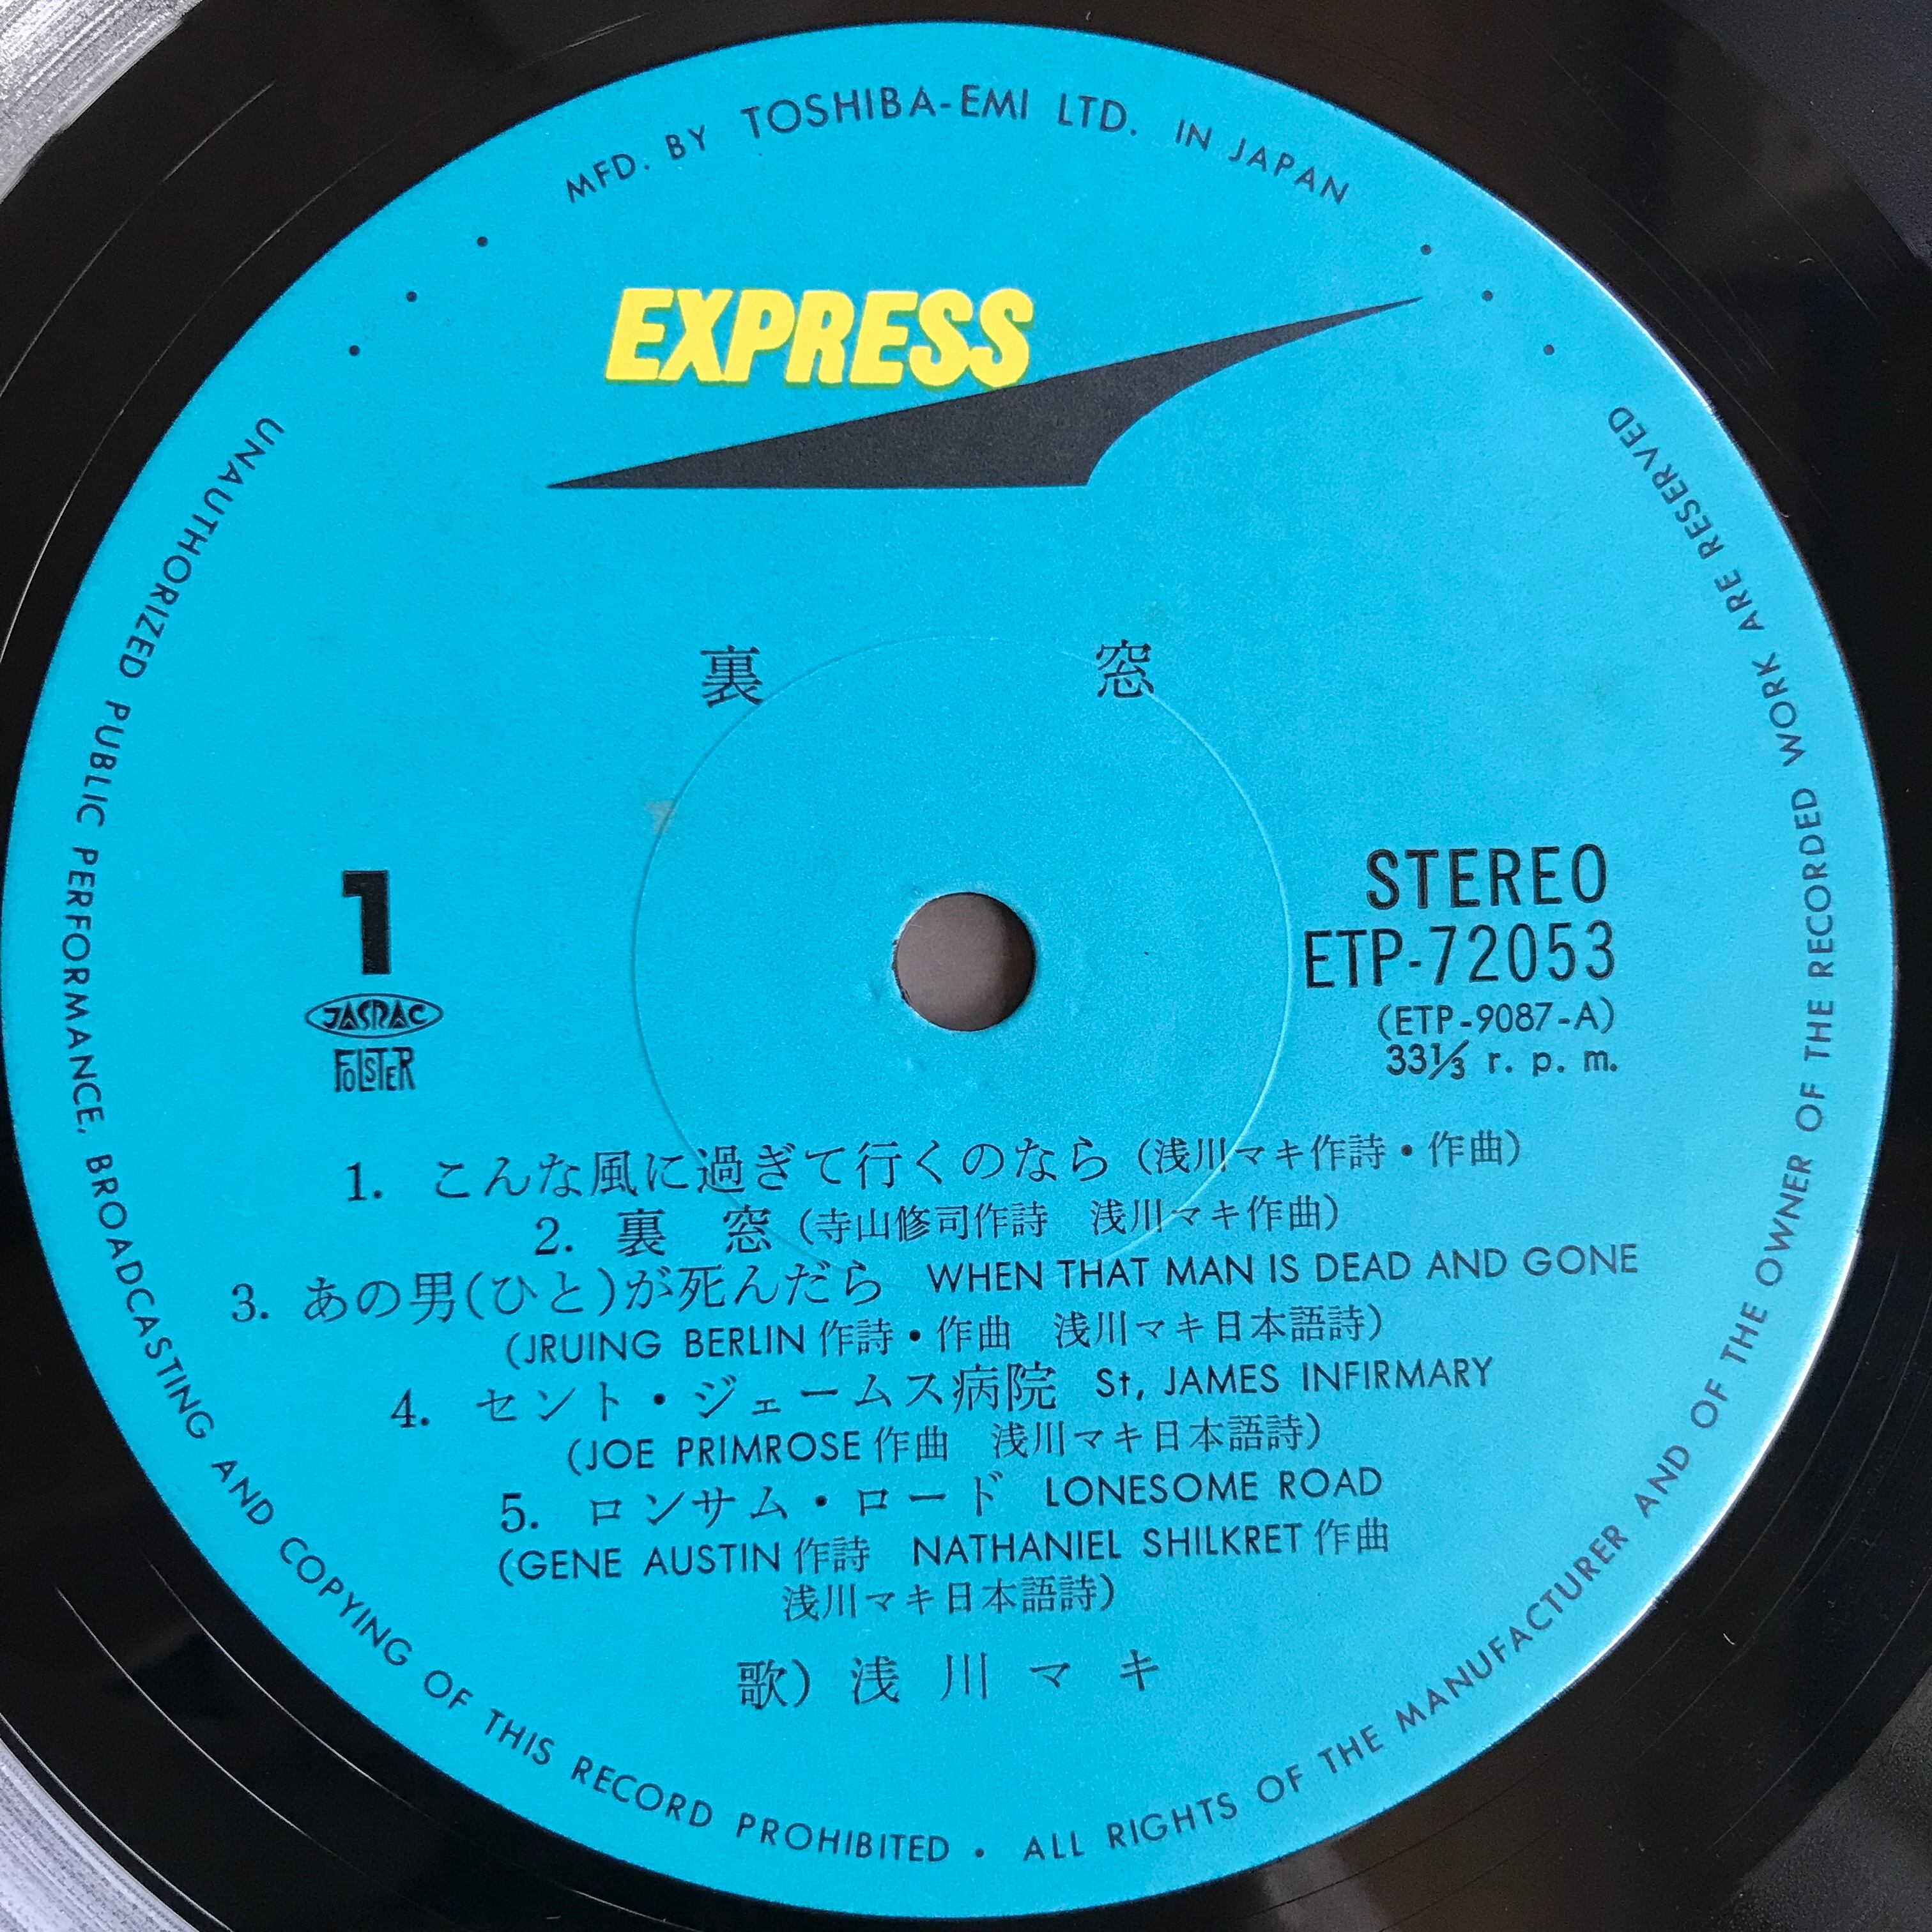 MFD. BY TOSHIBA-EMI LTD. IN JAPAN
EXPRESS
裏 窓
1
JASRAC
FOLSTER
STEREO
ETP-72053
(ETP-9087-A)
33⅓ r. p. m.
1. こんな風に過ぎて行くのなら (浅川マキ作詩・作曲)
2. 裏 窓 (寺山修司作詩 浅川マキ作曲)
3. あの男(ひと)が死んだら WHEN THAT MAN IS DEAD AND GONE
(JRUING BERLIN 作詩・作曲 浅川マキ日本語詩)
4. セント・ジェームス病院 St, JAMES INFIRMARY
(JOE PRIMROSE 作曲 浅川マキ日本語詩)
5. ロンサム・ロード LONESOME ROAD
(GENE AUSTIN 作詩 NATHANIEL SHILKRET 作曲
浅川マキ日本語詩)
歌) 浅 川 マ キ
UNAUTHORIZED PUBLIC PERFORMANCE, BROADCASTING AND COPYING OF THIS RECORD PROHIBITED • ALL RIGHTS OF THE MANUFACTURER AND OF THE OWNER OF THE RECORDED WORK ARE RESERVED